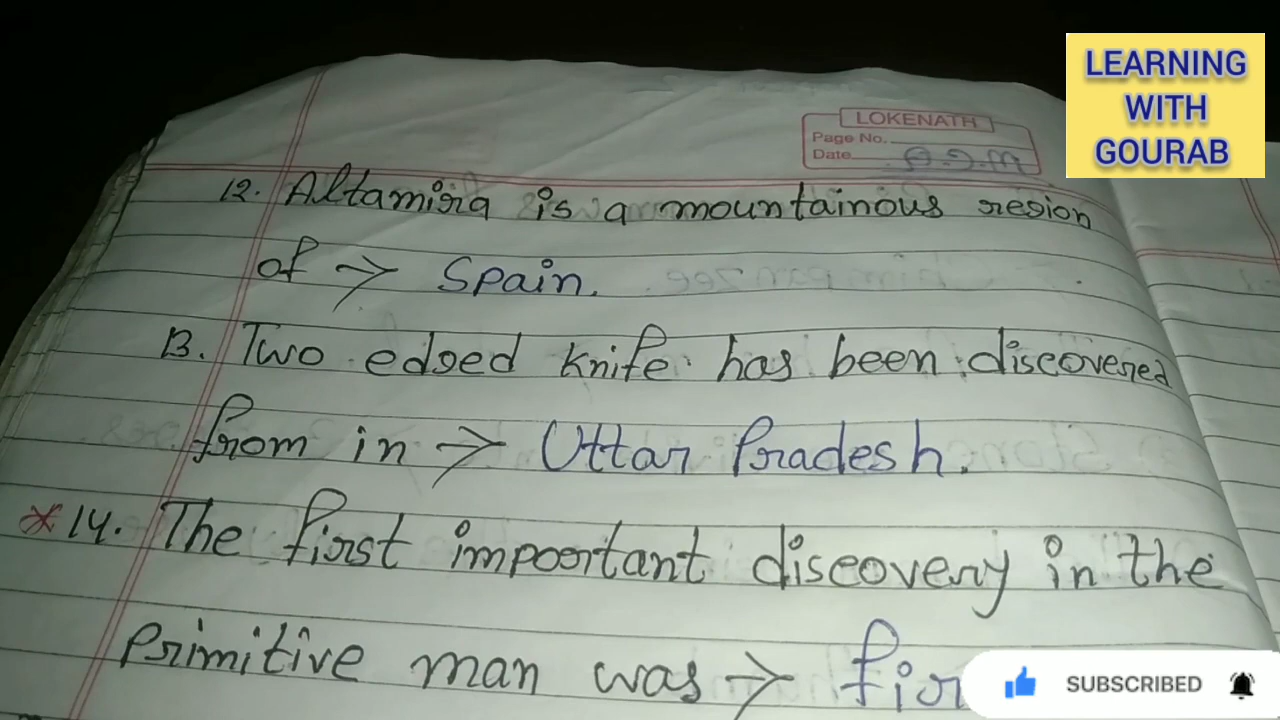 LEARNING
WITH
GOURAB
LOKENATH
Page No.
Date
12. Altamira is a mountainous region
of → Spain.
13. Two edged knife has been discovered
from in → Uttar Pradesh.
*14. The first important discovery in the
Primitive man was →
SUBSCRIBED